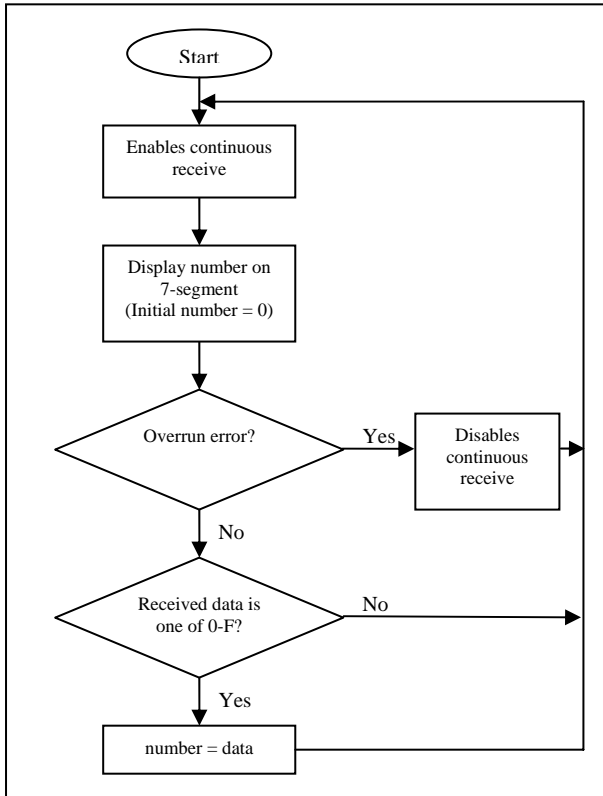 Start
Enables continuous
receive
Display number on
7-segment
(Initial number = 0)
Overrun error?
Yes
Disables
continuous
receive
No
Received data is
one of 0-F?
No
Yes
number = data